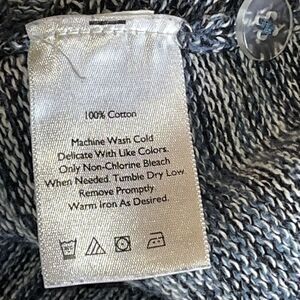 100% Cotton
Machine Wash Cold
Delicate With Like Colors.
Only Non-Chlorine Bleach
When Needed. Tumble Dry Low.
Remove Promptly
Warm Iron As Desired.